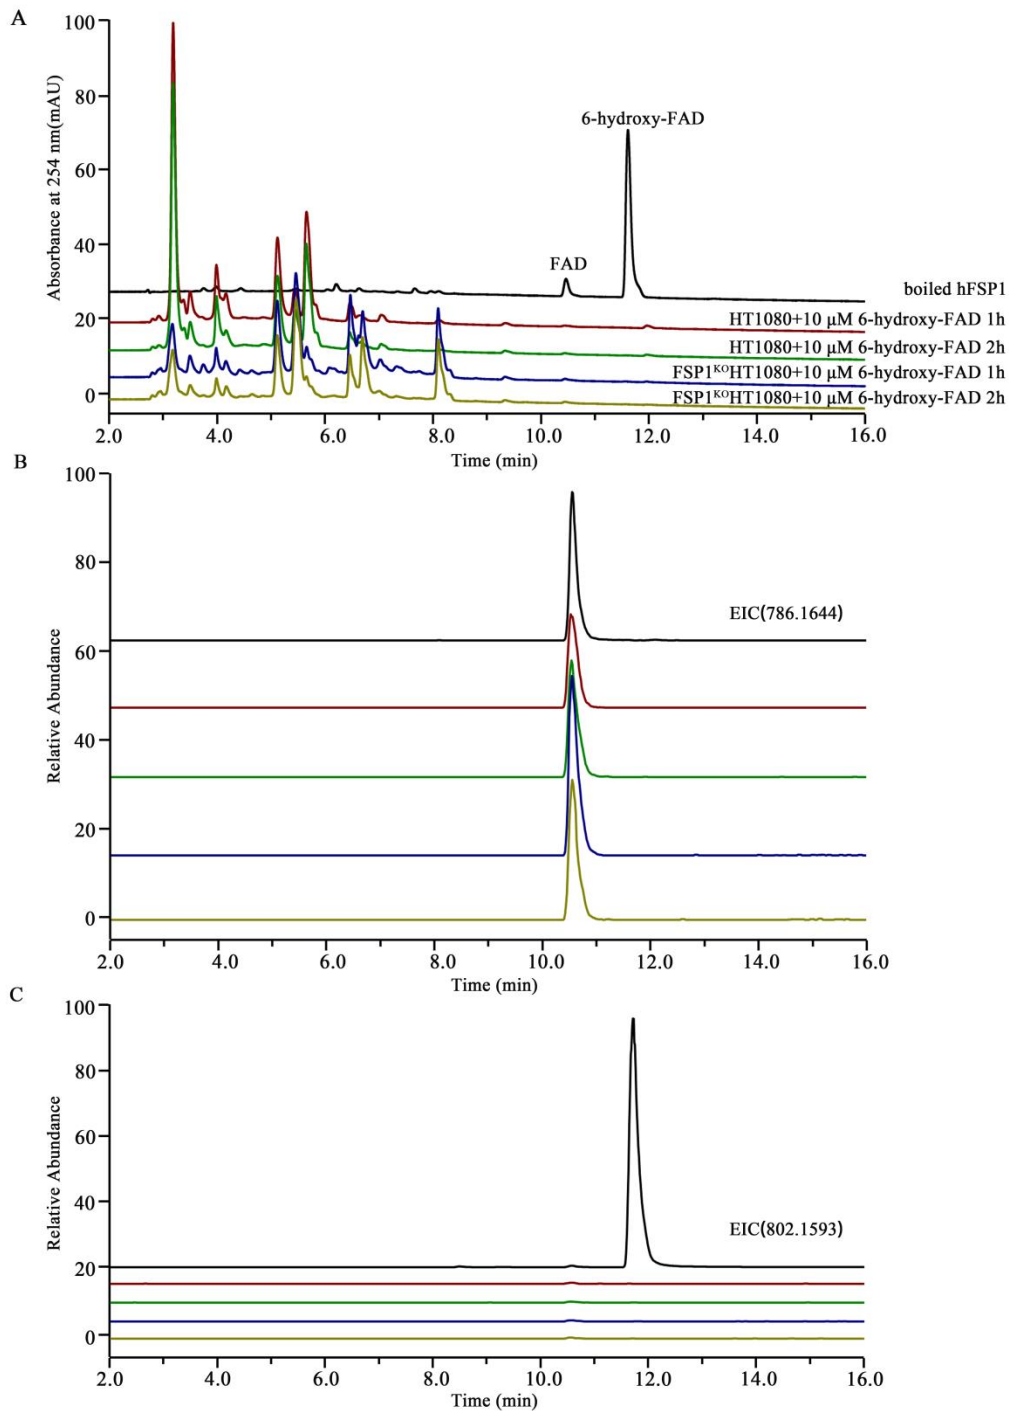 A
100
80
60
40
20
0
Absorbance at 254 nm(mAU)
6-hydroxy-FAD
FAD
boiled hFSP1
HT1080+10 μM 6-hydroxy-FAD 1h
HT1080+10 μM 6-hydroxy-FAD 2h
FSP1ᴷᴼHT1080+10 μM 6-hydroxy-FAD 1h
FSP1ᴷᴼHT1080+10 μM 6-hydroxy-FAD 2h
2.0 4.0 6.0 8.0 10.0 12.0 14.0 16.0
Time (min)
B
100
80
60
40
20
0
Relative Abundance
EIC(786.1644)
2.0 4.0 6.0 8.0 10.0 12.0 14.0 16.0
Time (min)
C
100
80
60
40
20
0
Relative Abundance
EIC(802.1593)
2.0 4.0 6.0 8.0 10.0 12.0 14.0 16.0
Time (min)